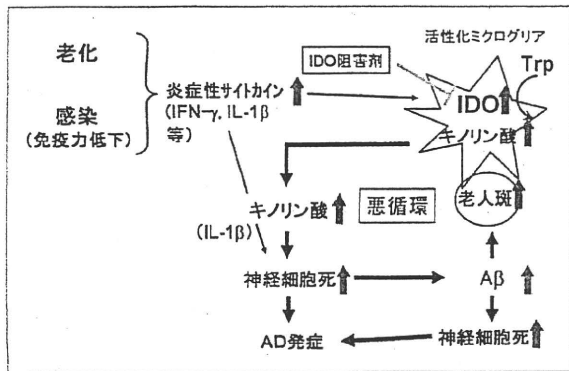 老化
感染
(免疫力低下)
炎症性サイトカイン
(IFN-γ, IL-1β
等)
IDO阻害剤
活性化ミクログリア
Trp
IDO
キノリン酸
老人斑
キノリン酸
悪循環
(IL-1β)
神経細胞死
Aβ
AD発症
神経細胞死